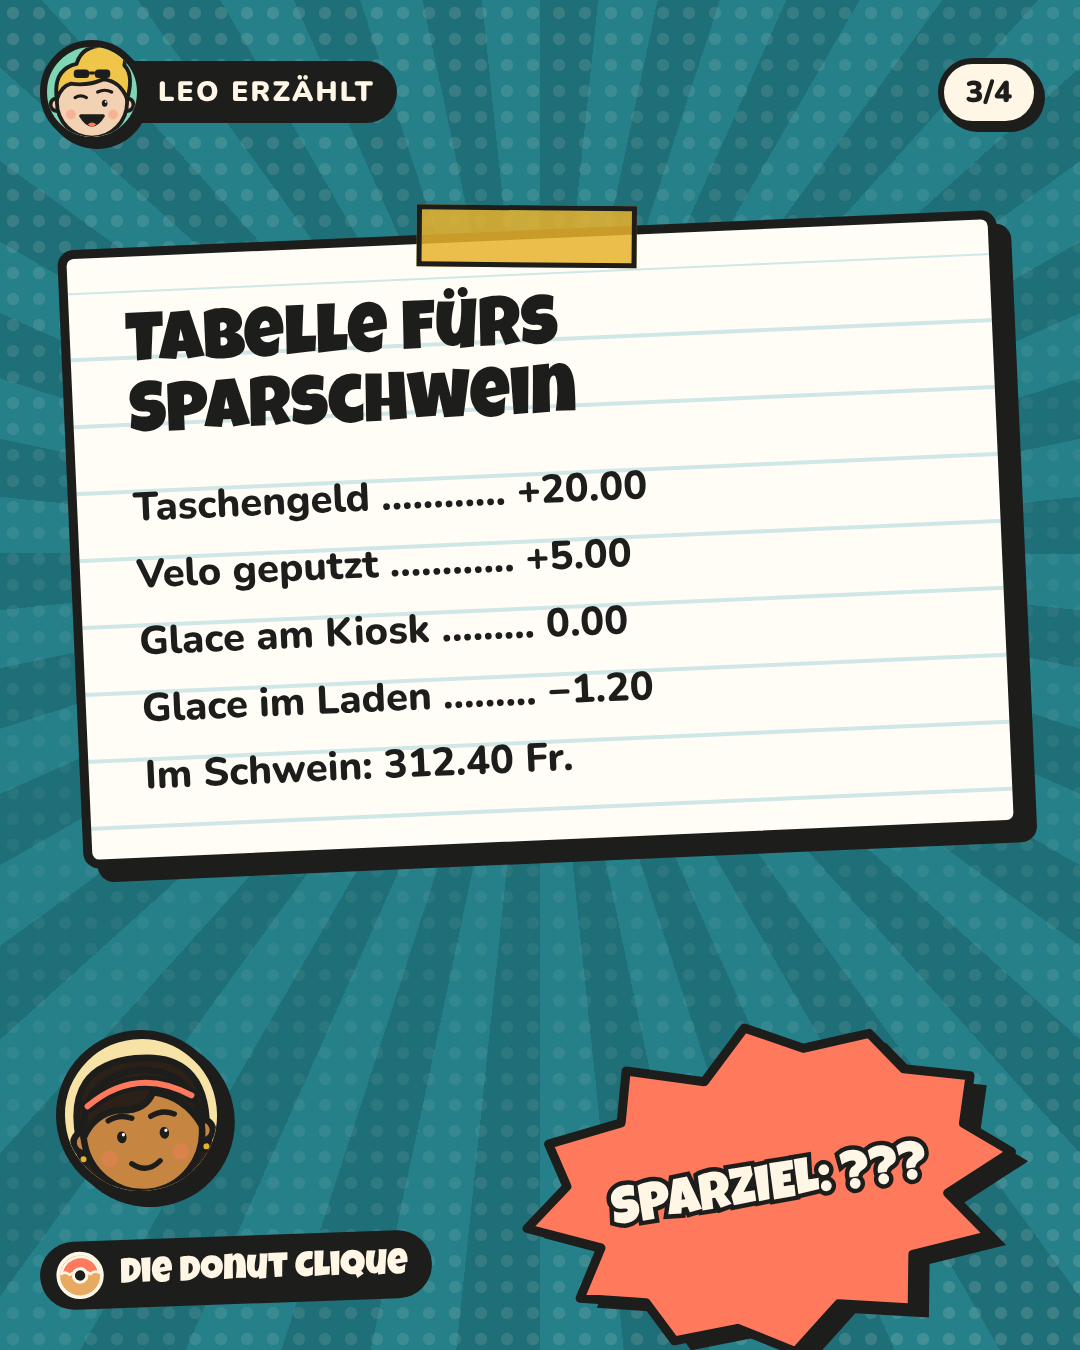 LEO ERZÄHLT
3/4
TABELLE FÜRS
SPARSCHWEIN
Taschengeld ............ +20.00
Velo geputzt ............ +5.00
Glace am Kiosk ......... 0.00
Glace im Laden ......... −1.20
Im Schwein: 312.40 Fr.
SPARZIEL: ???
DIE DONUT CLIQUE